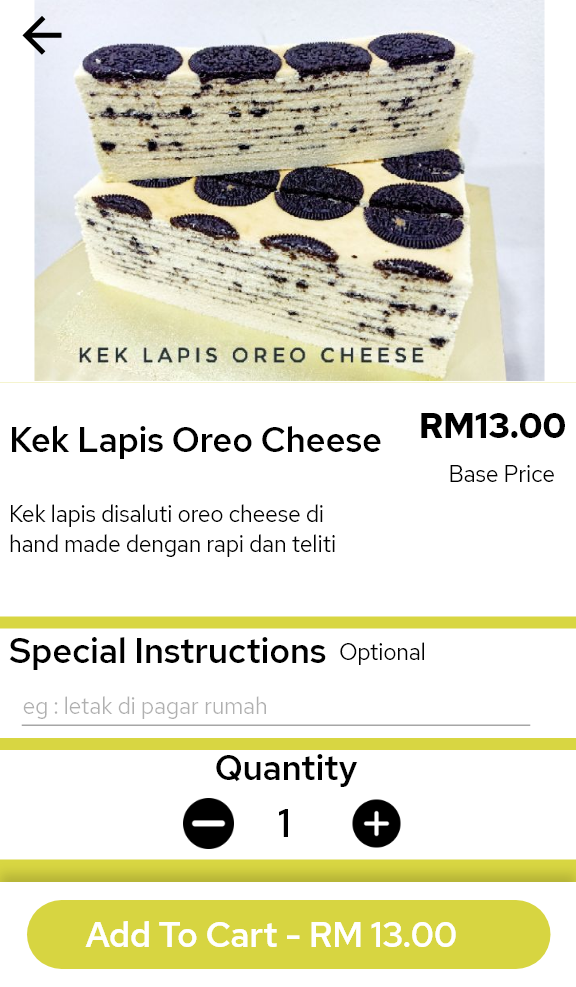 KEK LAPIS OREO CHEESE
Kek Lapis Oreo Cheese
RM13.00
Base Price
Kek lapis disaluti oreo cheese di
hand made dengan rapi dan teliti
Special Instructions Optional
eg : letak di pagar rumah
Quantity
1
Add To Cart - RM 13.00